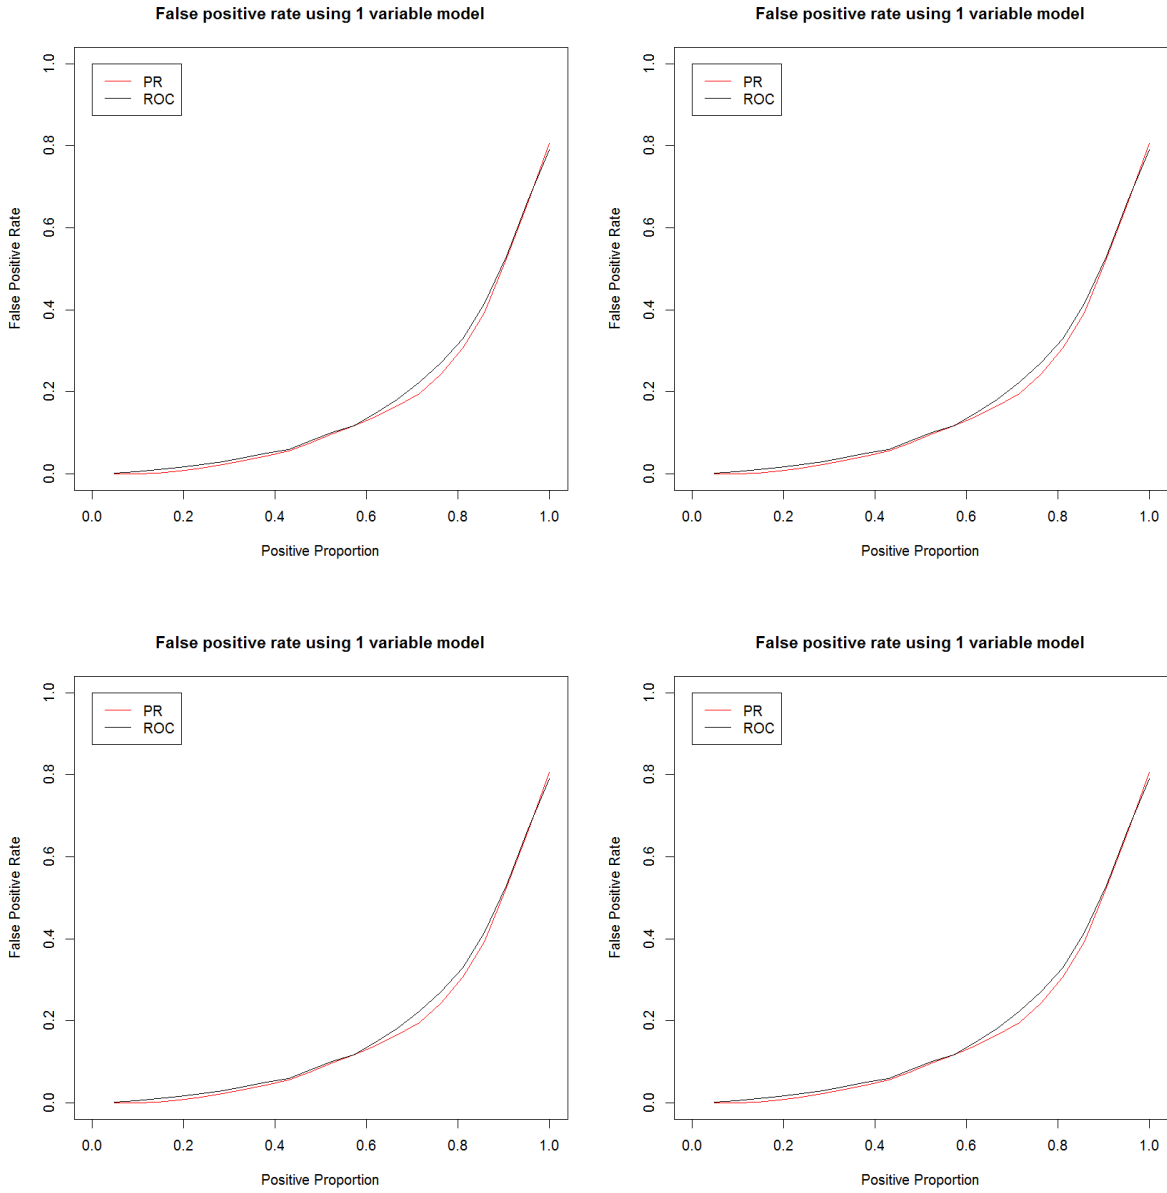 False positive rate using 1 variable model
False Positive Rate
1.0
0.8
0.6
0.4
0.2
0.0
PR
ROC
0.0 0.2 0.4 0.6 0.8 1.0
Positive Proportion
False positive rate using 1 variable model
False Positive Rate
1.0
0.8
0.6
0.4
0.2
0.0
PR
ROC
0.0 0.2 0.4 0.6 0.8 1.0
Positive Proportion
False positive rate using 1 variable model
False Positive Rate
1.0
0.8
0.6
0.4
0.2
0.0
PR
ROC
0.0 0.2 0.4 0.6 0.8 1.0
Positive Proportion
False positive rate using 1 variable model
False Positive Rate
1.0
0.8
0.6
0.4
0.2
0.0
PR
ROC
0.0 0.2 0.4 0.6 0.8 1.0
Positive Proportion